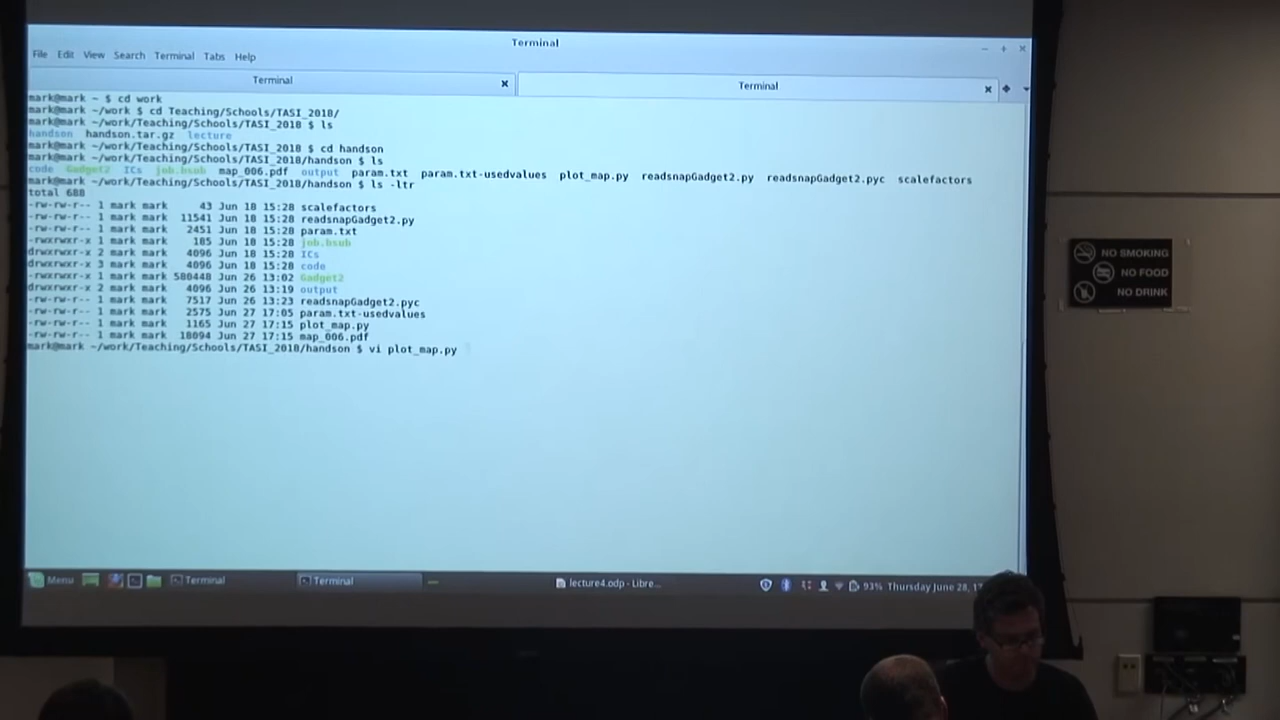 Terminal
File Edit View Search Terminal Tabs Help
Terminal
Terminal
mark@mark ~ $ cd work
mark@mark ~/work $ cd Teaching/Schools/TASI_2018/
mark@mark ~/work/Teaching/Schools/TASI_2018 $ ls
handson handson.tar.gz lecture
mark@mark ~/work/Teaching/Schools/TASI_2018 $ cd handson
mark@mark ~/work/Teaching/Schools/TASI_2018/handson $ ls
code Gadget2 ICs job.bsub map_006.pdf output param.txt param.txt-usedvalues plot_map.py readsnapGadget2.py readsnapGadget2.pyc scalefactors
mark@mark ~/work/Teaching/Schools/TASI_2018/handson $ ls -ltr
total 688
-rw-rw-r-- 1 mark mark 43 Jun 18 15:28 scalefactors
-rw-rw-r-- 1 mark mark 11541 Jun 18 15:28 readsnapGadget2.py
-rw-rw-r-- 1 mark mark 2451 Jun 18 15:28 param.txt
-rwxrwxr-x 1 mark mark 185 Jun 18 15:28 job.bsub
drwxrwxr-x 2 mark mark 4096 Jun 18 15:28 ICs
drwxrwxr-x 3 mark mark 4096 Jun 18 15:28 code
-rwxrwxr-x 1 mark mark 580448 Jun 26 13:02 Gadget2
drwxrwxr-x 2 mark mark 4096 Jun 26 13:19 output
-rw-rw-r-- 1 mark mark 7517 Jun 26 13:23 readsnapGadget2.pyc
-rw-rw-r-- 1 mark mark 2575 Jun 27 17:05 param.txt-usedvalues
-rw-rw-r-- 1 mark mark 1165 Jun 27 17:15 plot_map.py
-rw-rw-r-- 1 mark mark 18094 Jun 27 17:15 map_006.pdf
mark@mark ~/work/Teaching/Schools/TASI_2018/handson $ vi plot_map.py
Menu Terminal Terminal lecture4.odp - Libre... 93% Thursday June 28,
NO SMOKING
NO FOOD
NO DRINK